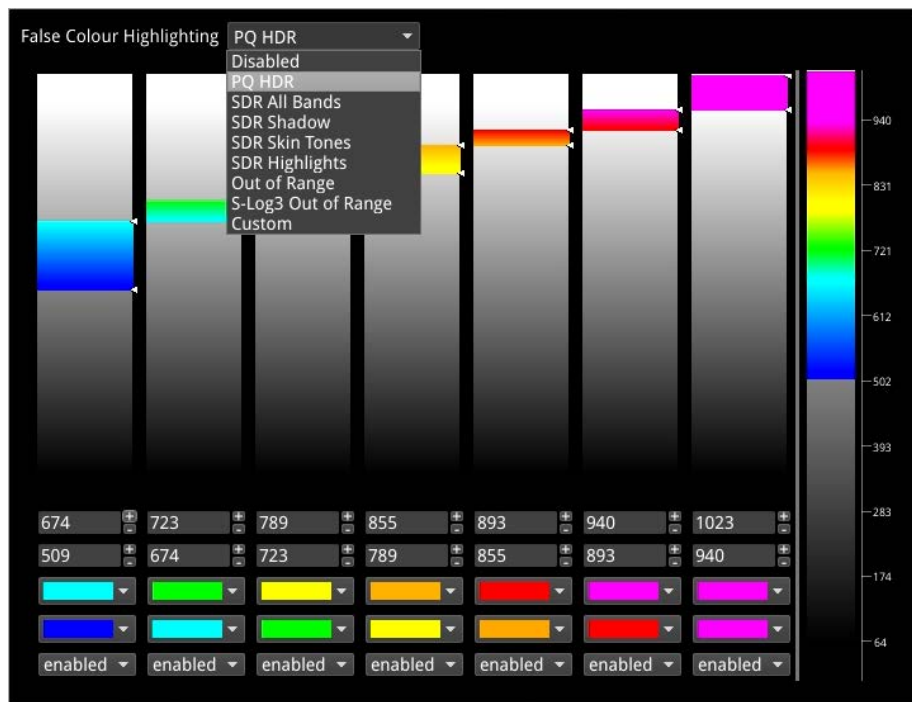 False Colour Highlighting PQ HDR
Disabled
PQ HDR
SDR All Bands
SDR Shadow
SDR Skin Tones
SDR Highlights
Out of Range
S-Log3 Out of Range
Custom
940
831
721
612
502
393
283
174
64
674 + - 723 + - 789 + - 855 + - 893 + - 940 + - 1023 + -
509 + - 674 + - 723 + - 789 + - 855 + - 893 + - 940 + -
enabled enabled enabled enabled enabled enabled enabled